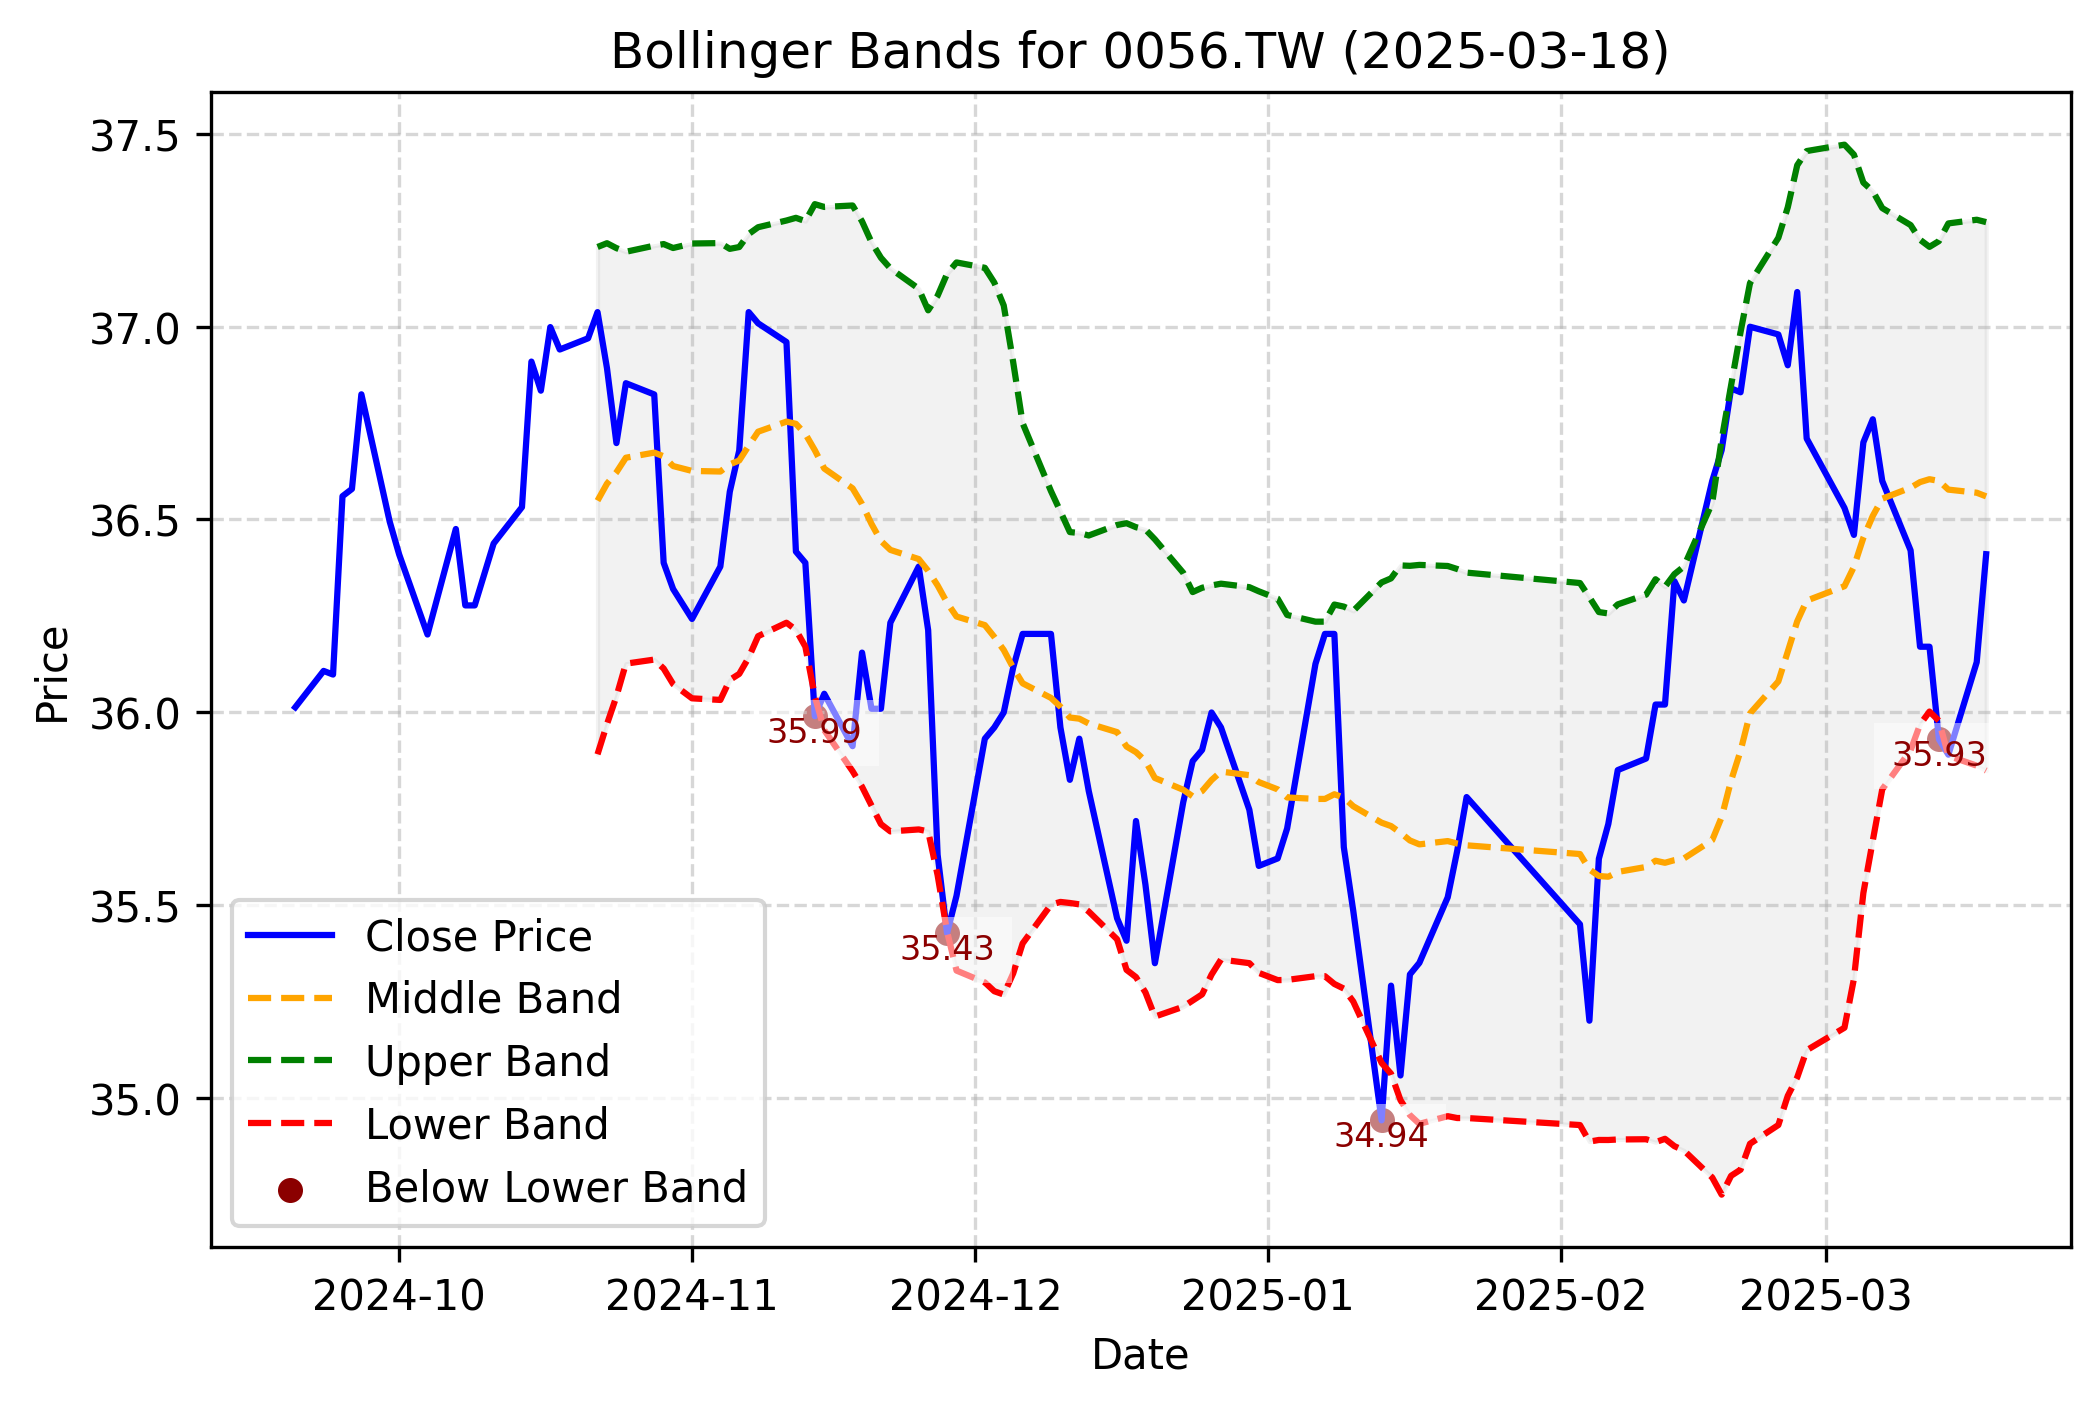 Bollinger Bands for 0056.TW (2025-03-18)
37.5
37.0
36.5
36.0
35.5
35.0
Price
35.99
35.43
34.94
35.93
Close Price
Middle Band
Upper Band
Lower Band
Below Lower Band
2024-10
2024-11
2024-12
2025-01
2025-02
2025-03
Date